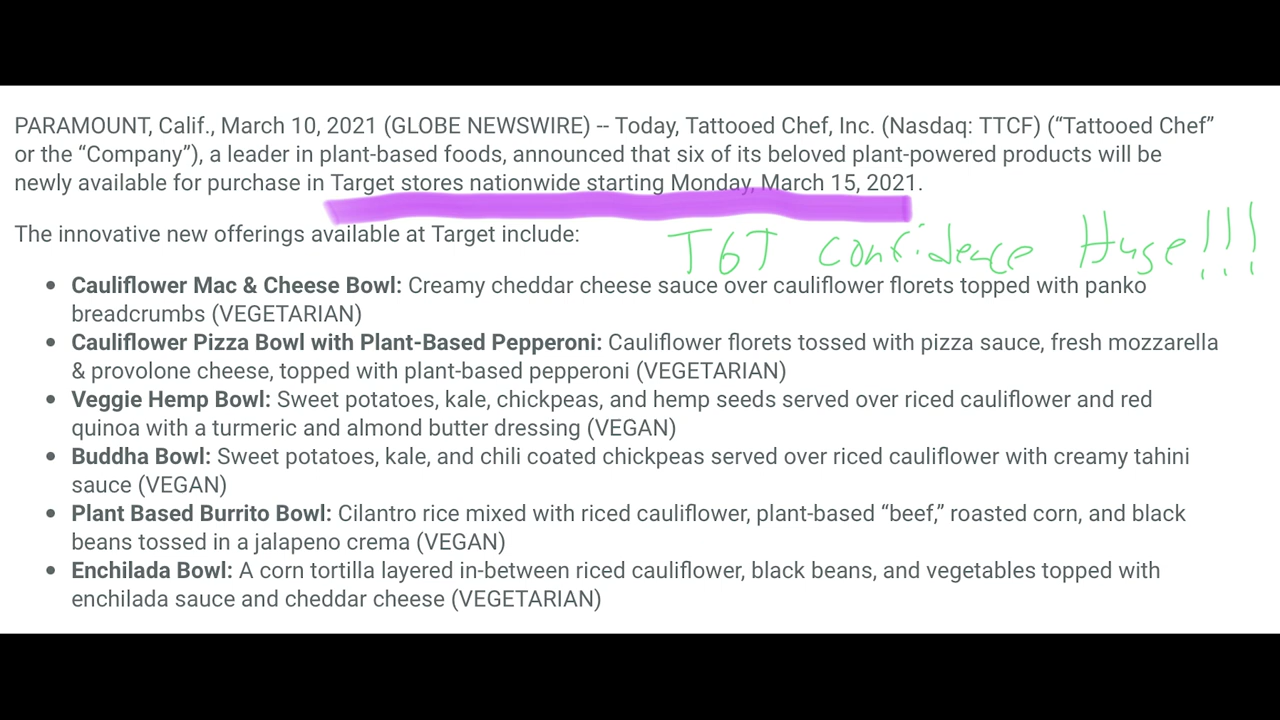 PARAMOUNT, Calif., March 10, 2021 (GLOBE NEWSWIRE) -- Today, Tattooed Chef, Inc. (Nasdaq: TTCF) (“Tattooed Chef”
or the “Company”), a leader in plant-based foods, announced that six of its beloved plant-powered products will be
newly available for purchase in Target stores nationwide starting Monday, March 15, 2021.
The innovative new offerings available at Target include:
TGT confidence Huge!!!
• Cauliflower Mac & Cheese Bowl: Creamy cheddar cheese sauce over cauliflower florets topped with panko
breadcrumbs (VEGETARIAN)
• Cauliflower Pizza Bowl with Plant-Based Pepperoni: Cauliflower florets tossed with pizza sauce, fresh mozzarella
& provolone cheese, topped with plant-based pepperoni (VEGETARIAN)
• Veggie Hemp Bowl: Sweet potatoes, kale, chickpeas, and hemp seeds served over riced cauliflower and red
quinoa with a turmeric and almond butter dressing (VEGAN)
• Buddha Bowl: Sweet potatoes, kale, and chili coated chickpeas served over riced cauliflower with creamy tahini
sauce (VEGAN)
• Plant Based Burrito Bowl: Cilantro rice mixed with riced cauliflower, plant-based “beef,” roasted corn, and black
beans tossed in a jalapeno crema (VEGAN)
• Enchilada Bowl: A corn tortilla layered in-between riced cauliflower, black beans, and vegetables topped with
enchilada sauce and cheddar cheese (VEGETARIAN)